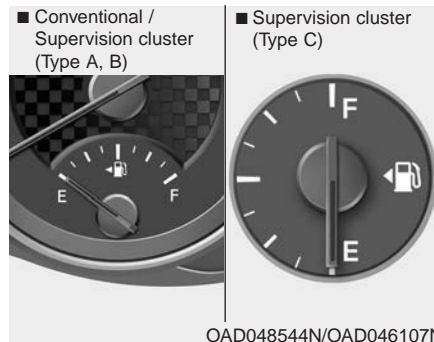 ■ Conventional /
Supervision cluster
(Type A, B)
E
F
■ Supervision cluster
(Type C)
F
E
OAD048544N/OAD046107N